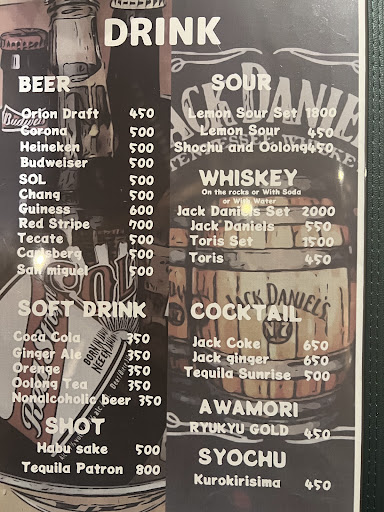 DRINK
BEER
Orion Draft 450
Corona 500
Heineken 500
Budweiser 500
SOL 500
Chang 500
Guiness 600
Red Stripe 700
Tecate 500
Carlsberg 500
San miguel 500
SOFT DRINK
Coca Cola 350
Ginger Ale 350
Orenge 350
Oolong Tea 350
Nonalcoholic beer 350
SHOT
Habu sake 500
Tequila Patron 800
SOUR
Lemon Sour Set 1800
Lemon Sour 450
Shochu and Oolong 450
WHISKEY
On the rocks or With Soda
or With Water
Jack Daniels Set 2000
Jack Daniels 550
Toris Set 1500
Toris 450
COCKTAIL
Jack Coke 650
Jack ginger 650
Tequila Sunrise 500
AWAMORI
RYUKYU GOLD 450
SYOCHU
Kurokirisima 450
JACK DANIEL'S